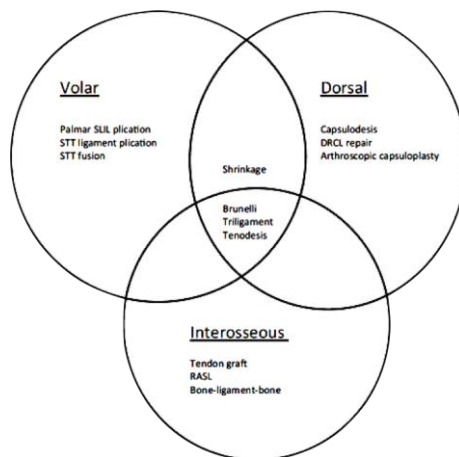 Volar
Palmar SLIL plication
STT ligament plication
STT fusion
Dorsal
Capsulodesis
DRCL repair
Arthroscopic capsuloplasty
Shrinkage
Brunelli
Triligament
Tenodesis
Interosseous
Tendon graft
RASL
Bone-ligament-bone